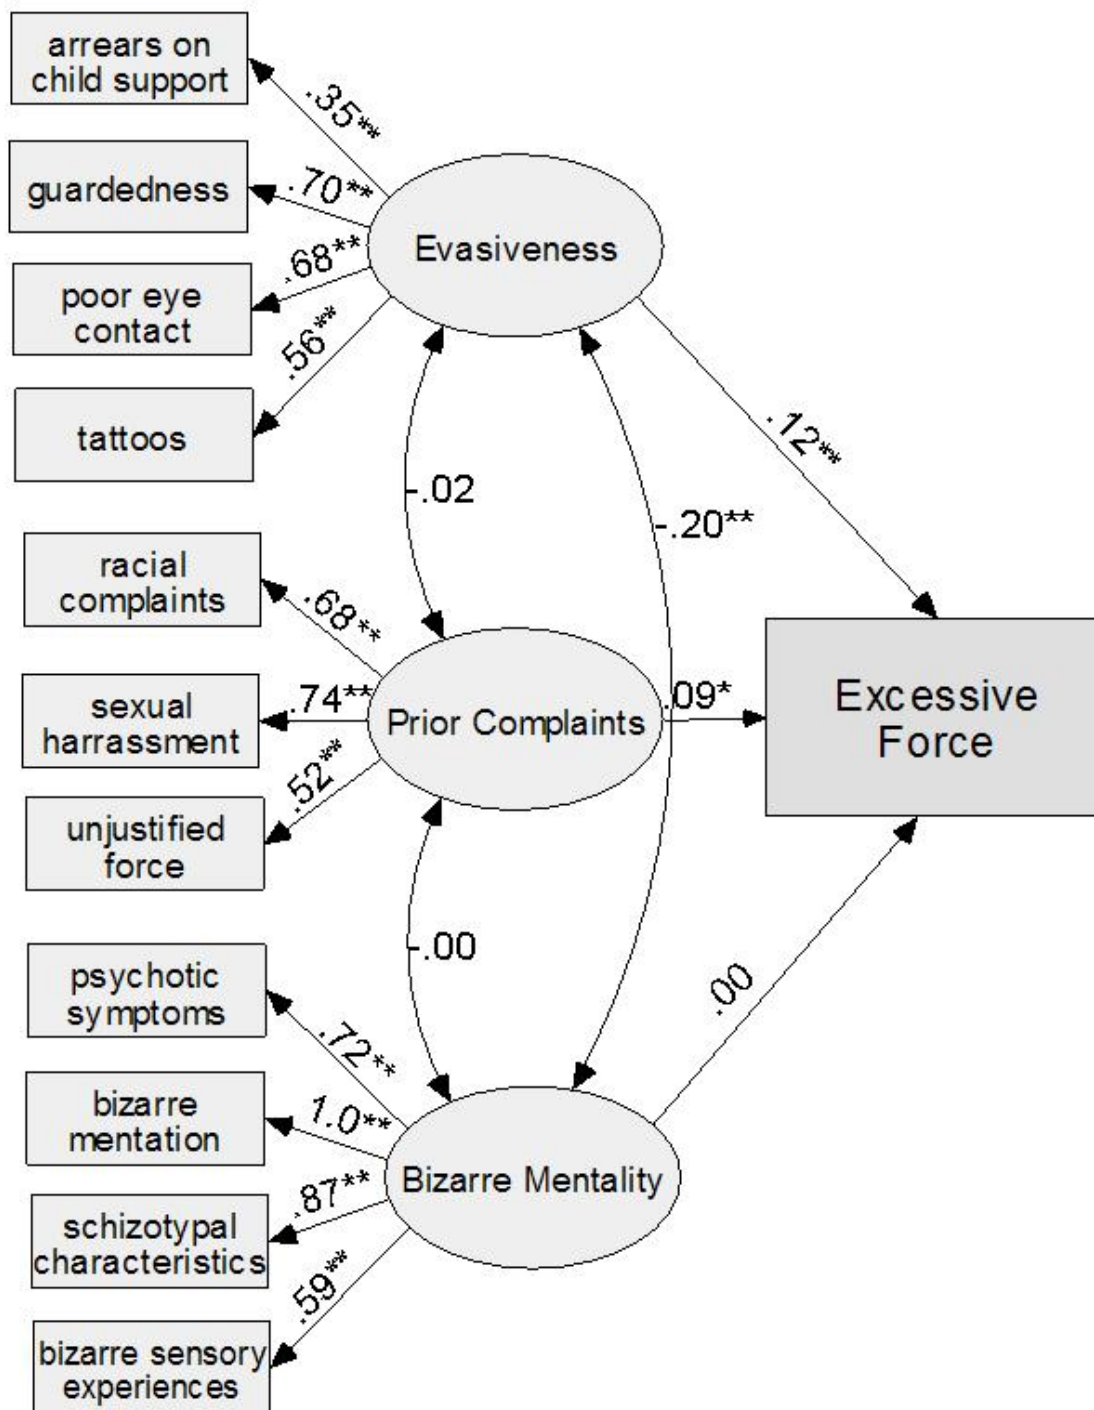 arrears on
child support
.35**
guardedness
.70**
Evasiveness
poor eye
contact
.68**
tattoos
.56**
.12**
-.02
-.20**
racial
complaints
.68**
sexual
harrassment
.74**
Prior Complaints
.09*
Excessive
Force
unjustified
force
.52**
-.00
psychotic
symptoms
.72**
.00
bizarre
mentation
1.0**
Bizarre Mentality
schizotypal
characteristics
.87**
bizarre sensory
experiences
.59**